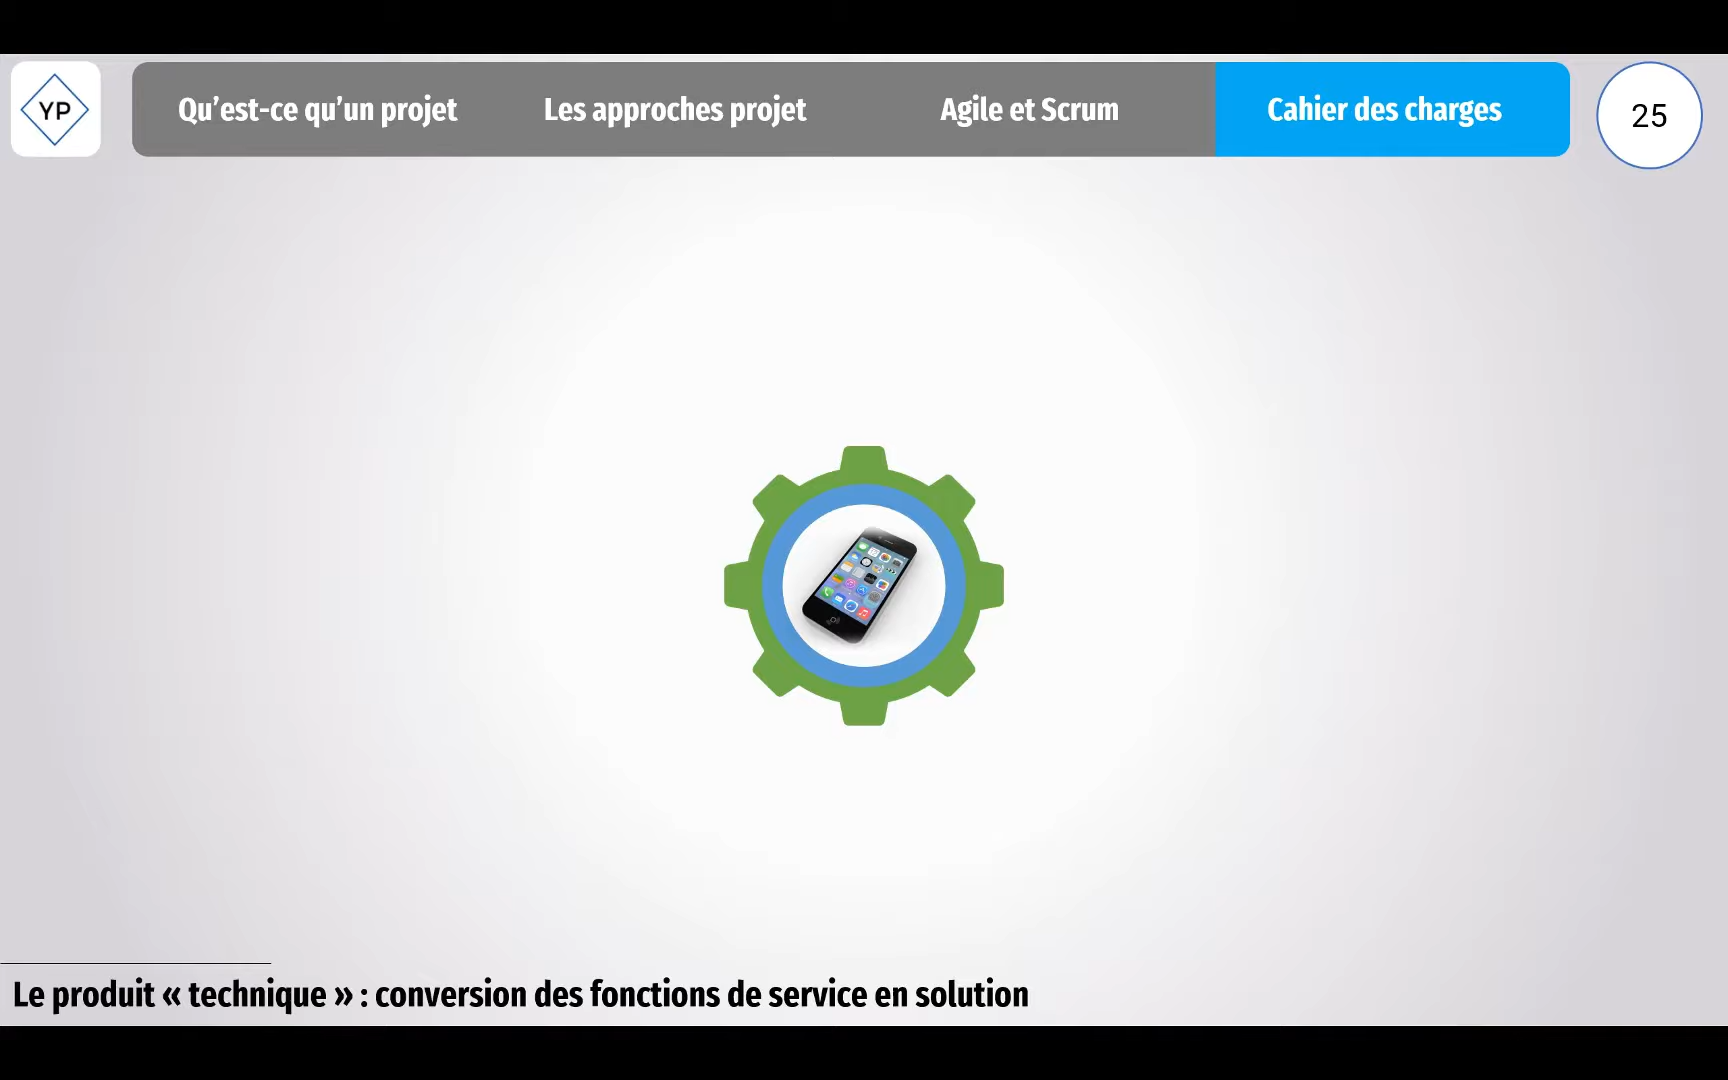 YP
Qu’est-ce qu’un projet
Les approches projet
Agile et Scrum
Cahier des charges
25
Le produit « technique » : conversion des fonctions de service en solution